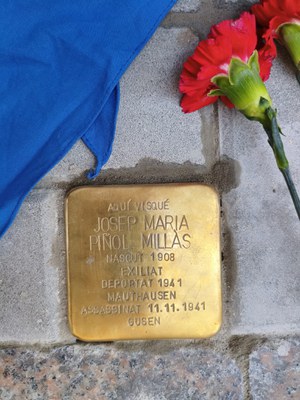 AQUÍ VISQUÉ
JOSEP MARIA
PIÑOL MILLÀS
NASCUT 1908
EXILIAT
DEPORTAT 1941
MAUTHAUSEN
ASSASSINAT 11.11.1941
GUSEN